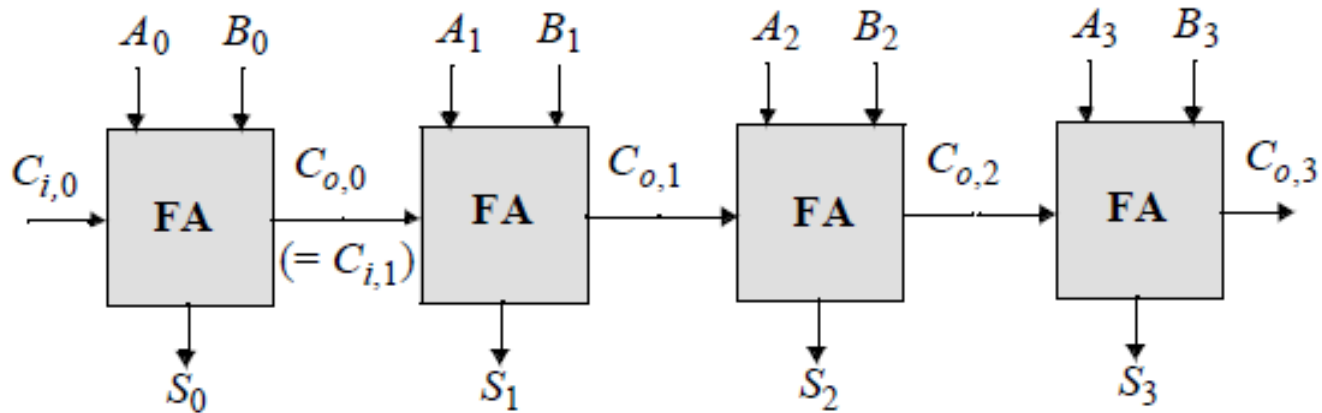 A0 B0 A1 B1 A2 B2 A3 B3
Ci,0 Co,0 Co,1 Co,2 Co,3
FA FA FA FA
(= Ci,1)
S0 S1 S2 S3